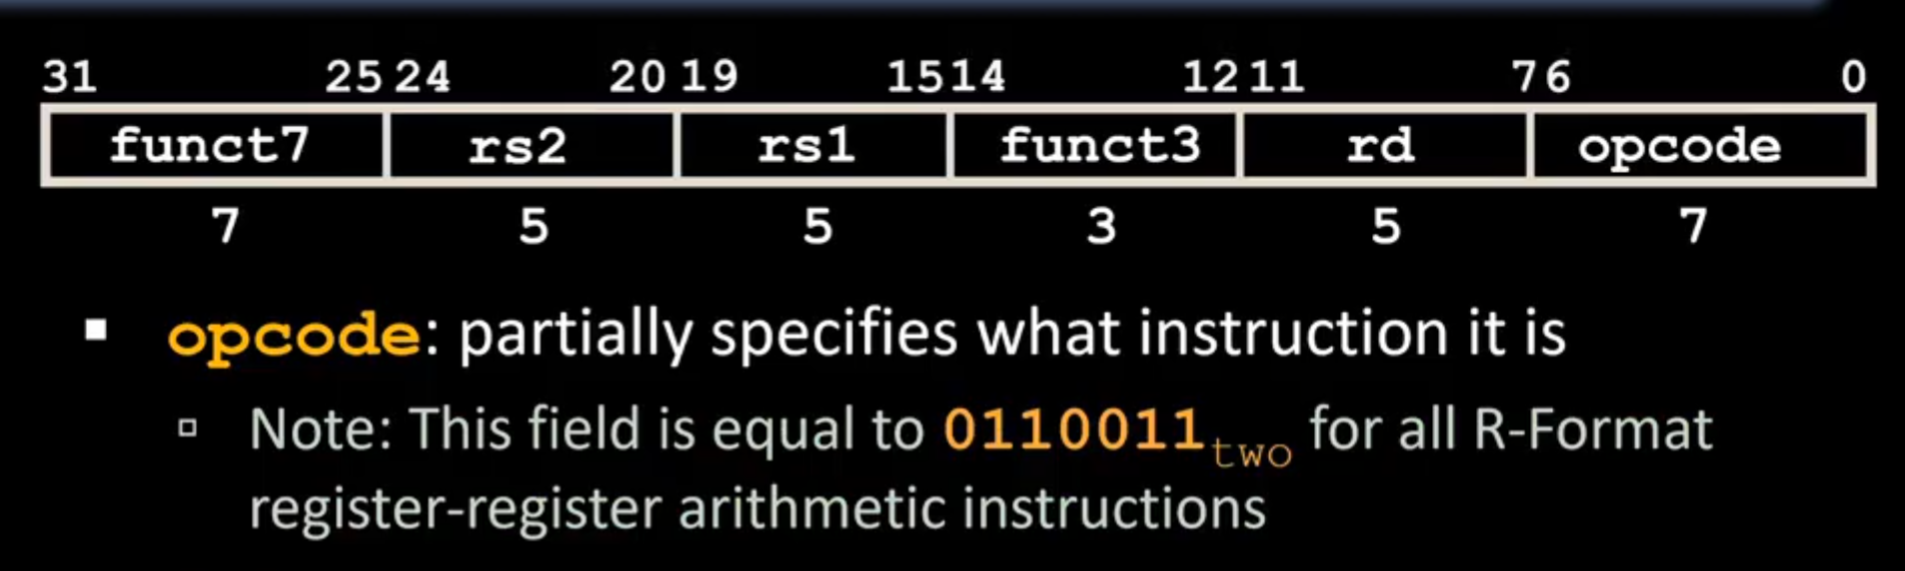 31 25 24 20 19 15 14 12 11 7 6 0
funct7 rs2 rs1 funct3 rd opcode
7 5 5 3 5 7
▪ opcode: partially specifies what instruction it is
▫ Note: This field is equal to 0110011two for all R-Format
register-register arithmetic instructions